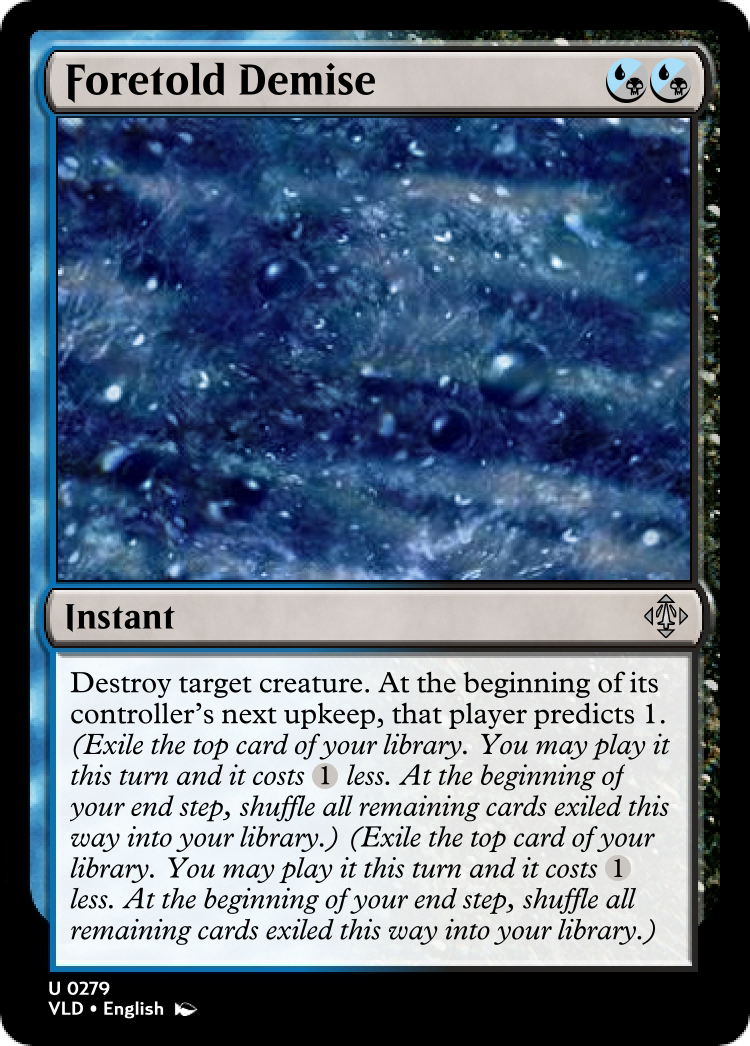 Foretold Demise
Instant
Destroy target creature. At the beginning of its
controller's next upkeep, that player predicts 1.
(Exile the top card of your library. You may play it
this turn and it costs 1 less. At the beginning of
your end step, shuffle all remaining cards exiled this
way into your library.) (Exile the top card of your
library. You may play it this turn and it costs 1
less. At the beginning of your end step, shuffle all
remaining cards exiled this way into your library.)
U 0279
VLD • English